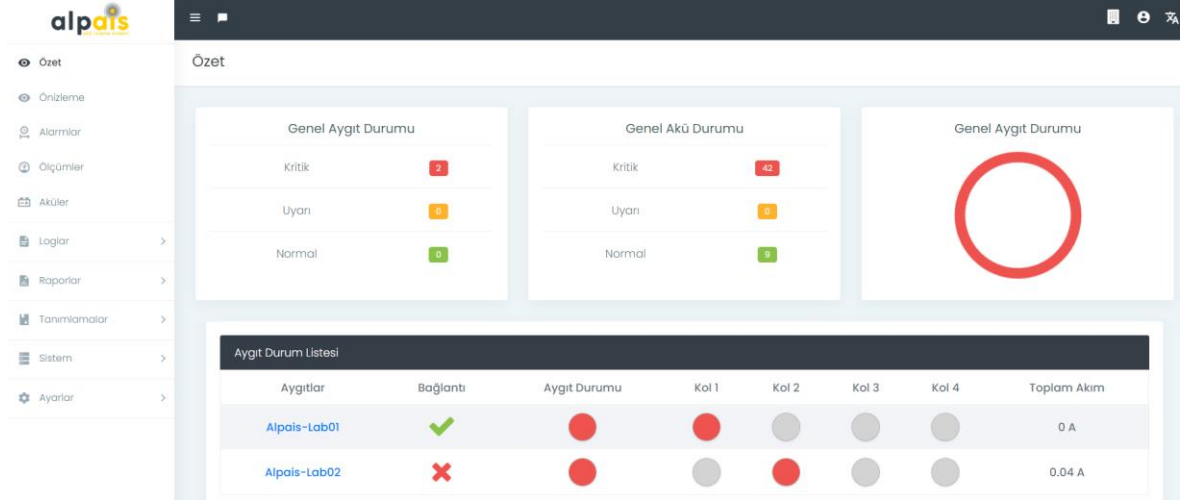 alpais
Özet
Önizleme
Alarmlar
Ölçümler
Aküler
Loglar
Raporlar
Tanımlamalar
Sistem
Ayarlar
Özet
Genel Aygıt Durumu
Kritik 2
Uyarı 0
Normal 0
Genel Akü Durumu
Kritik 42
Uyarı 0
Normal 9
Genel Aygıt Durumu
Aygıt Durum Listesi
Aygıtlar Bağlantı Aygıt Durumu Kol 1 Kol 2 Kol 3 Kol 4 Toplam Akım
Alpais-Lab01 0 A
Alpais-Lab02 0.04 A